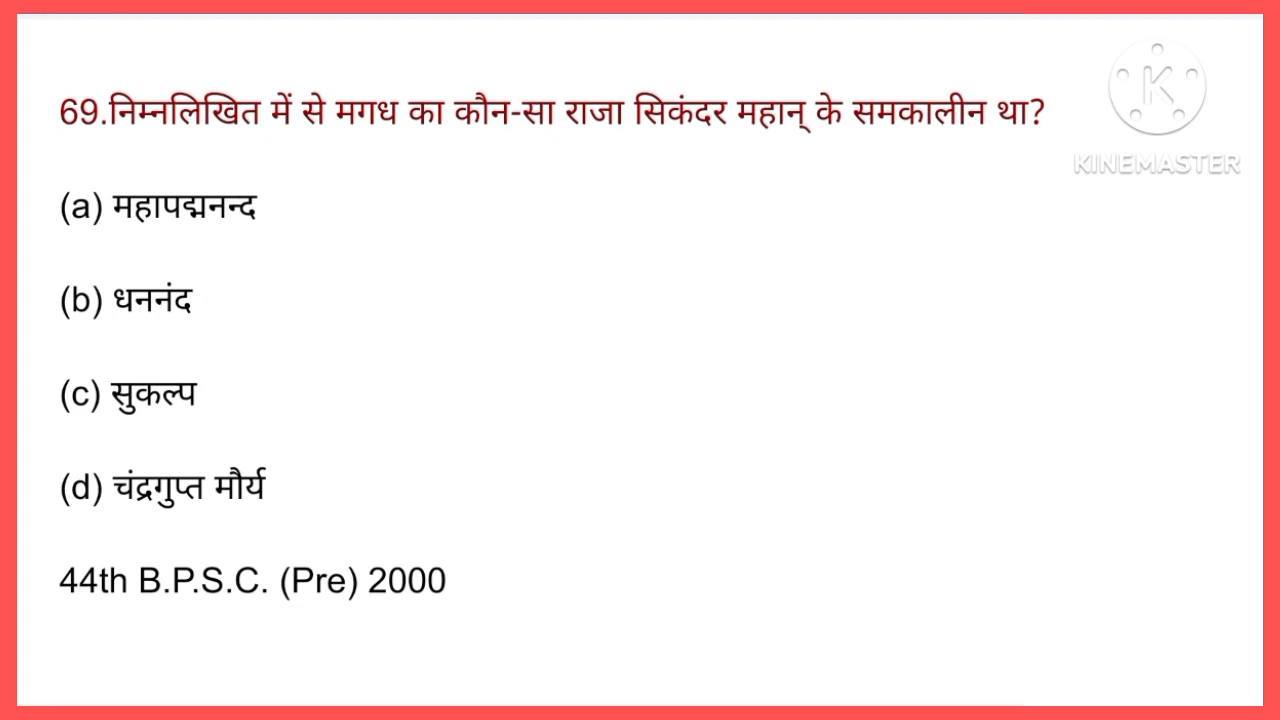 69.निम्नलिखित में से मगध का कौन-सा राजा सिकंदर महान् के समकालीन था?
K
KINEMASTER
(a) महापद्मनन्द
(b) धननंद
(c) सुकल्प
(d) चंद्रगुप्त मौर्य
44th B.P.S.C. (Pre) 2000